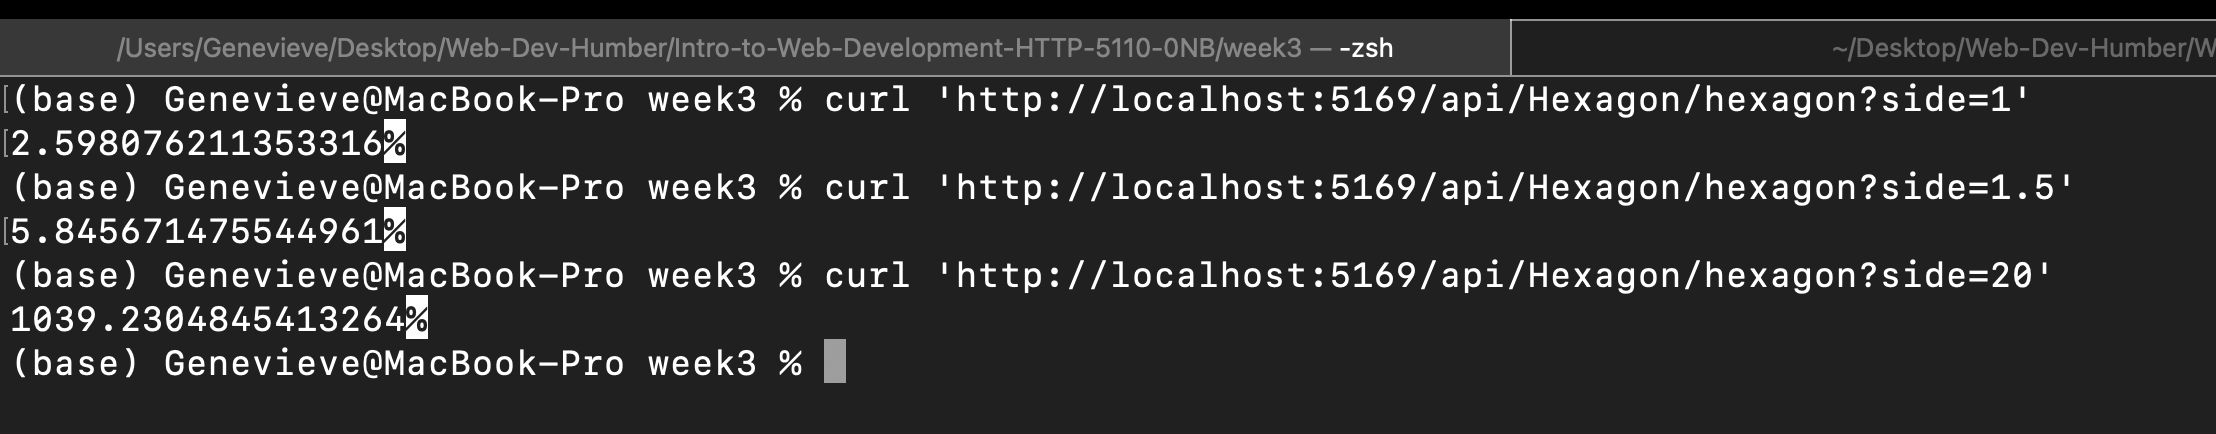 /Users/Genevieve/Desktop/Web-Dev-Humber/Intro-to-Web-Development-HTTP-5110-0NB/week3 — -zsh
~/Desktop/Web-Dev-Humber/W
(base) Genevieve@MacBook-Pro week3 % curl 'http://localhost:5169/api/Hexagon/hexagon?side=1'
2.598076211353316%
(base) Genevieve@MacBook-Pro week3 % curl 'http://localhost:5169/api/Hexagon/hexagon?side=1.5'
5.845671475544961%
(base) Genevieve@MacBook-Pro week3 % curl 'http://localhost:5169/api/Hexagon/hexagon?side=20'
1039.2304845413264%
(base) Genevieve@MacBook-Pro week3 %